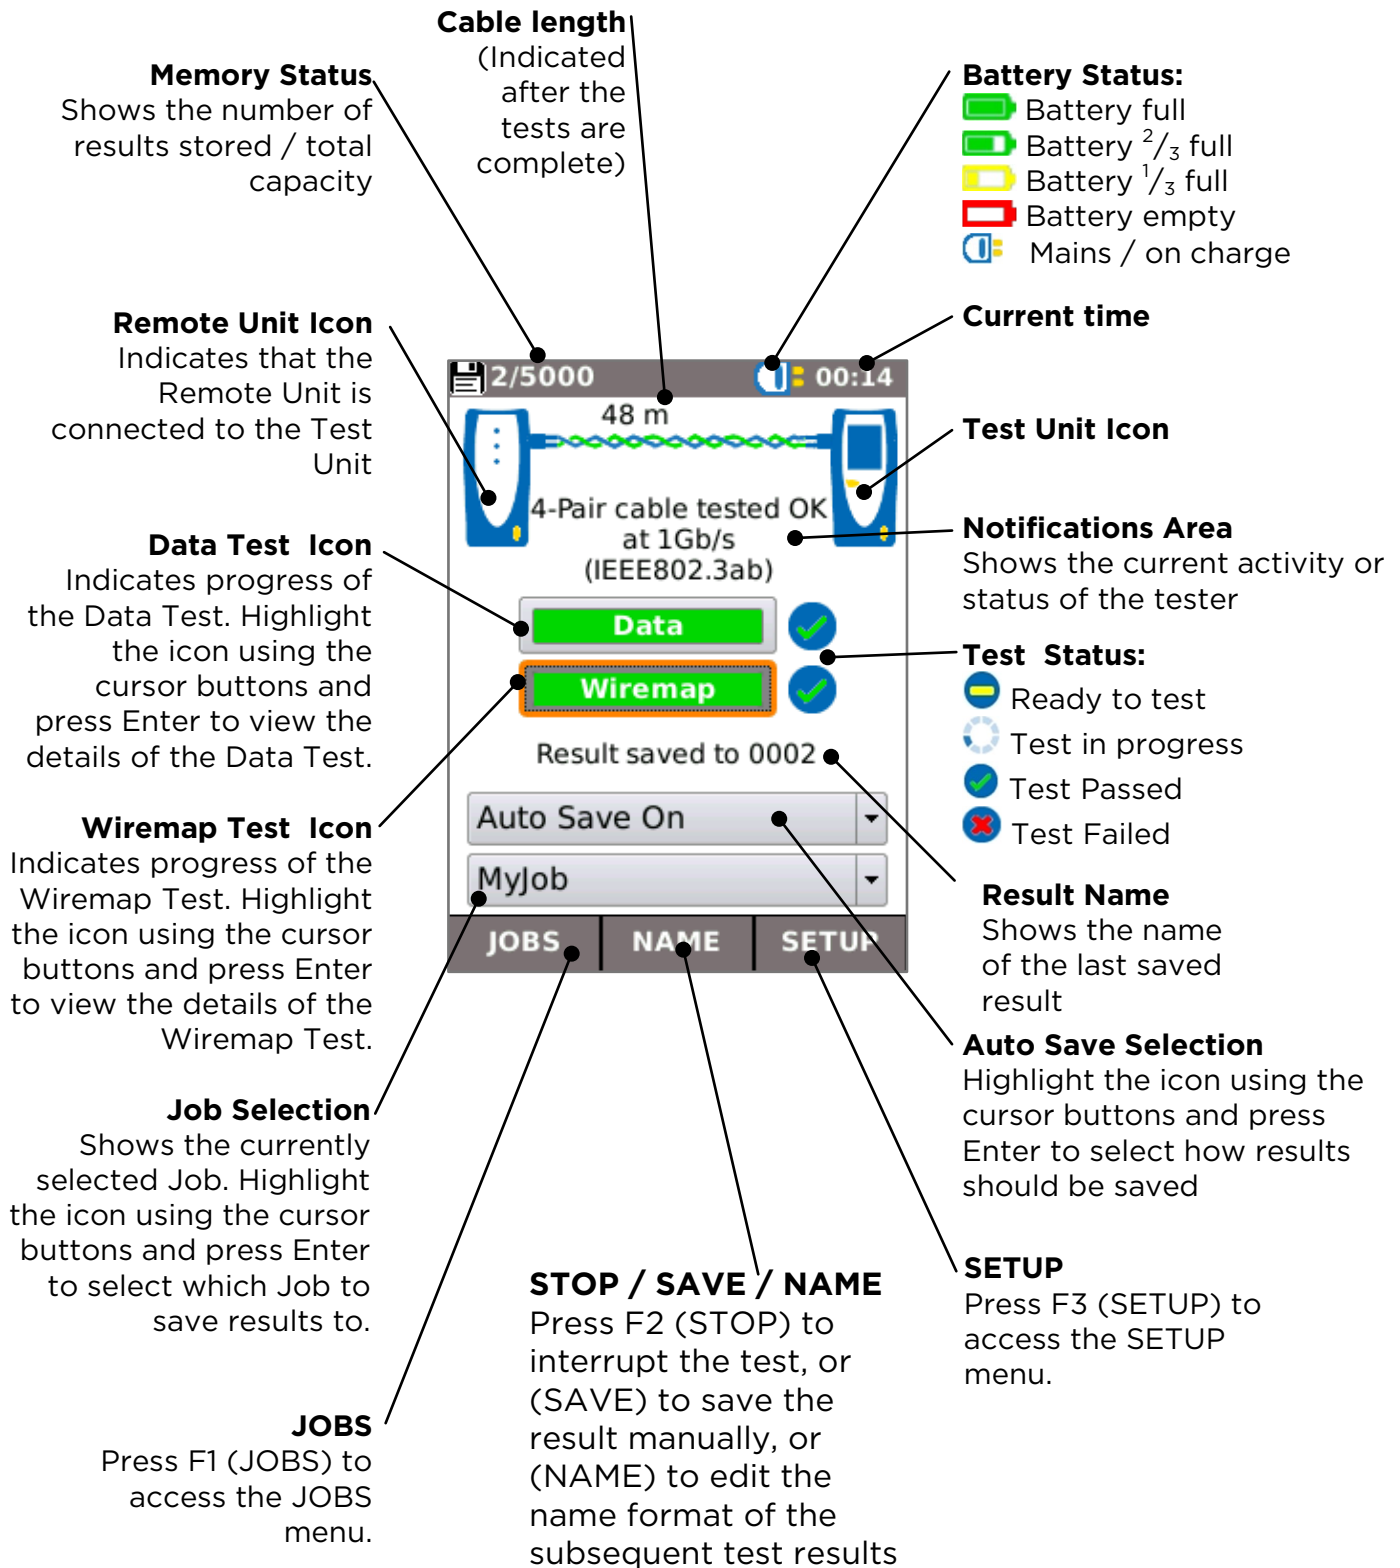 Cable length
(Indicated
after the
tests are
complete)
Memory Status
Shows the number of
results stored / total
capacity
Battery Status:
Battery full
Battery 2/3 full
Battery 1/3 full
Battery empty
Mains / on charge
Remote Unit Icon
Indicates that the
Remote Unit is
connected to the Test
Unit
Current time
Test Unit Icon
Notifications Area
Shows the current activity or
status of the tester
2/5000 00:14
48 m
4-Pair cable tested OK
at 1Gb/s
(IEEE802.3ab)
Data
Wiremap
Result saved to 0002
Auto Save On
MyJob
JOBS NAME SETUP
Data Test Icon
Indicates progress of
the Data Test. Highlight
the icon using the
cursor buttons and
press Enter to view the
details of the Data Test.
Test Status:
Ready to test
Test in progress
Test Passed
Test Failed
Wiremap Test Icon
Indicates progress of the
Wiremap Test. Highlight
the icon using the cursor
buttons and press Enter
to view the details of the
Wiremap Test.
Result Name
Shows the name
of the last saved
result
Auto Save Selection
Highlight the icon using the
cursor buttons and press
Enter to select how results
should be saved
Job Selection
Shows the currently
selected Job. Highlight
the icon using the cursor
buttons and press Enter
to select which Job to
save results to.
STOP / SAVE / NAME
Press F2 (STOP) to
interrupt the test, or
(SAVE) to save the
result manually, or
(NAME) to edit the
name format of the
subsequent test results
SETUP
Press F3 (SETUP) to
access the SETUP
menu.
JOBS
Press F1 (JOBS) to
access the JOBS
menu.